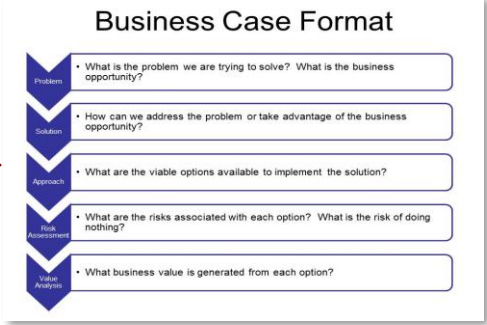 Business Case Format
Problem
• What is the problem we are trying to solve? What is the business
opportunity?
Solution
• How can we address the problem or take advantage of the business
opportunity?
Approach
• What are the viable options available to implement the solution?
Risk
Assessment
• What are the risks associated with each option? What is the risk of doing
nothing?
Value
Analysis
• What business value is generated from each option?